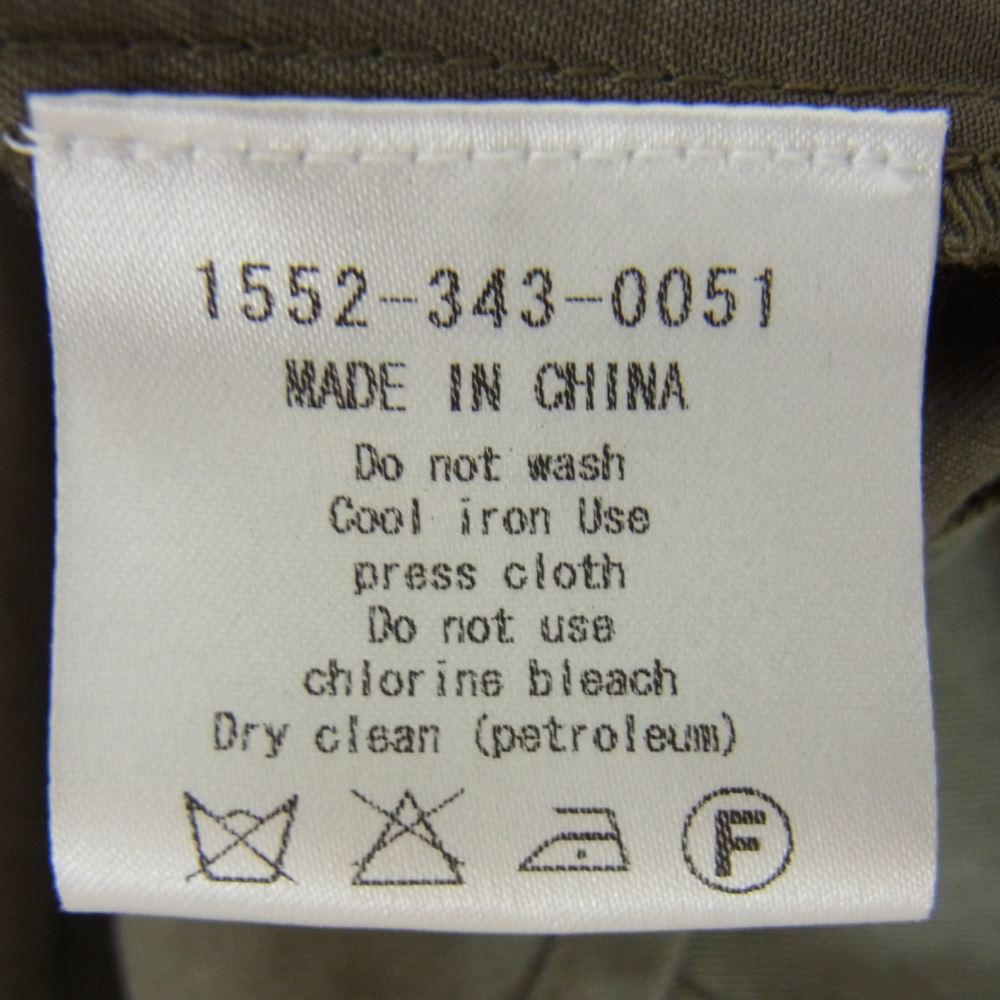 1552-343-0051
MADE IN CHINA
Do not wash
Cool iron Use
press cloth
Do not use
chlorine bleach
Dry clean (petroleum)
F